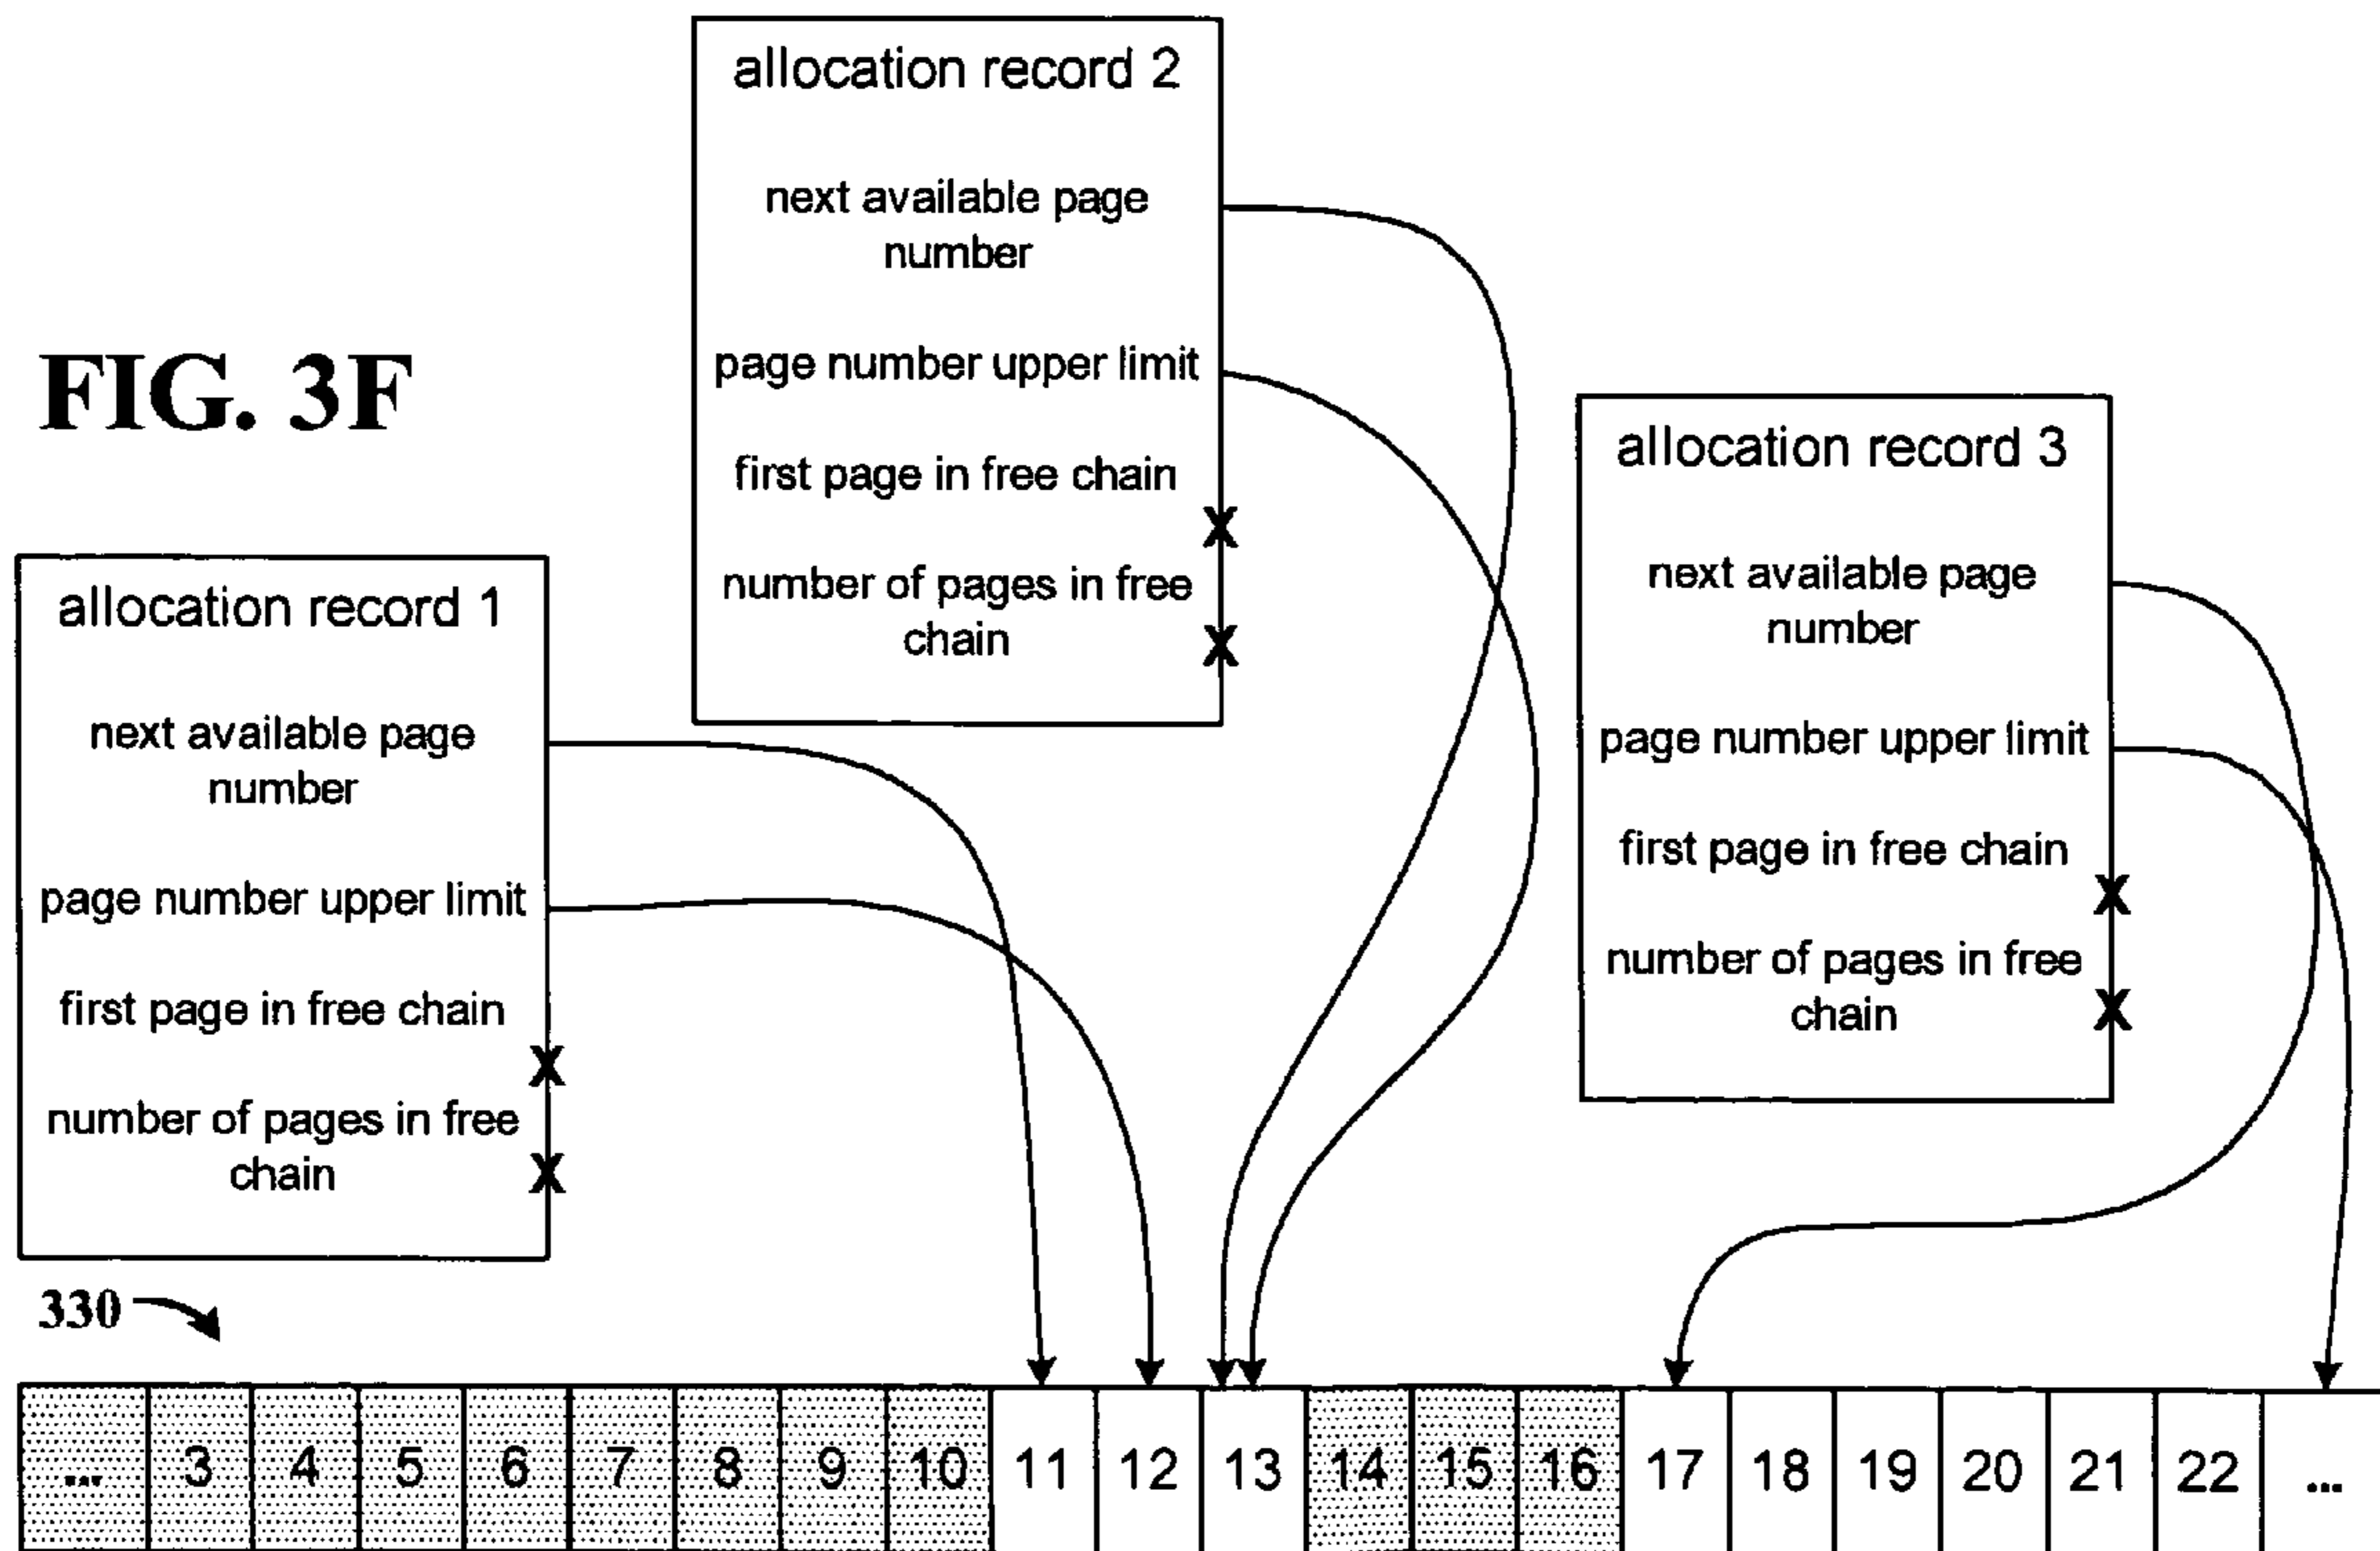 FIG. 3F
allocation record 1
next available page
number
page number upper limit
first page in free chain
X
number of pages in free
chain
X
allocation record 2
next available page
number
page number upper limit
first page in free chain
X
number of pages in free
chain
X
allocation record 3
next available page
number
page number upper limit
first page in free chain
X
number of pages in free
chain
X
330
... 3 4 5 6 7 8 9 10 11 12 13 14 15 16 17 18 19 20 21 22 ...